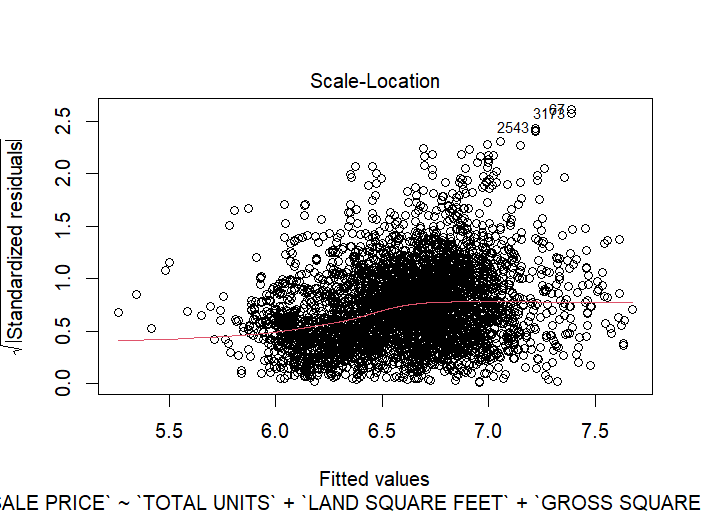 Scale-Location
√|Standardized residuals|
2.5
2.0
1.5
1.0
0.5
0.0
67
3173
2543
5.5 6.0 6.5 7.0 7.5
Fitted values
SALE PRICE` ~ `TOTAL UNITS` + `LAND SQUARE FEET` + `GROSS SQUARE